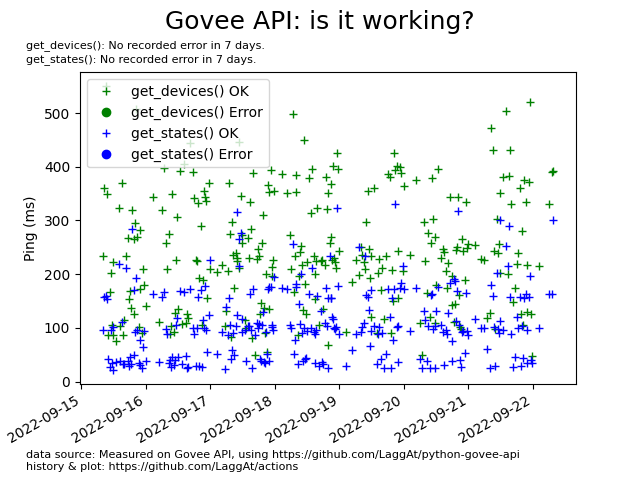 Govee API: is it working?
get_devices(): No recorded error in 7 days.
get_states(): No recorded error in 7 days.
get_devices() OK
get_devices() Error
get_states() OK
get_states() Error
Ping (ms)
500
400
300
200
100
0
2022-09-15
2022-09-16
2022-09-17
2022-09-18
2022-09-19
2022-09-20
2022-09-21
2022-09-22
data source: Measured on Govee API, using https://github.com/LaggAt/python-govee-api
history & plot: https://github.com/LaggAt/actions